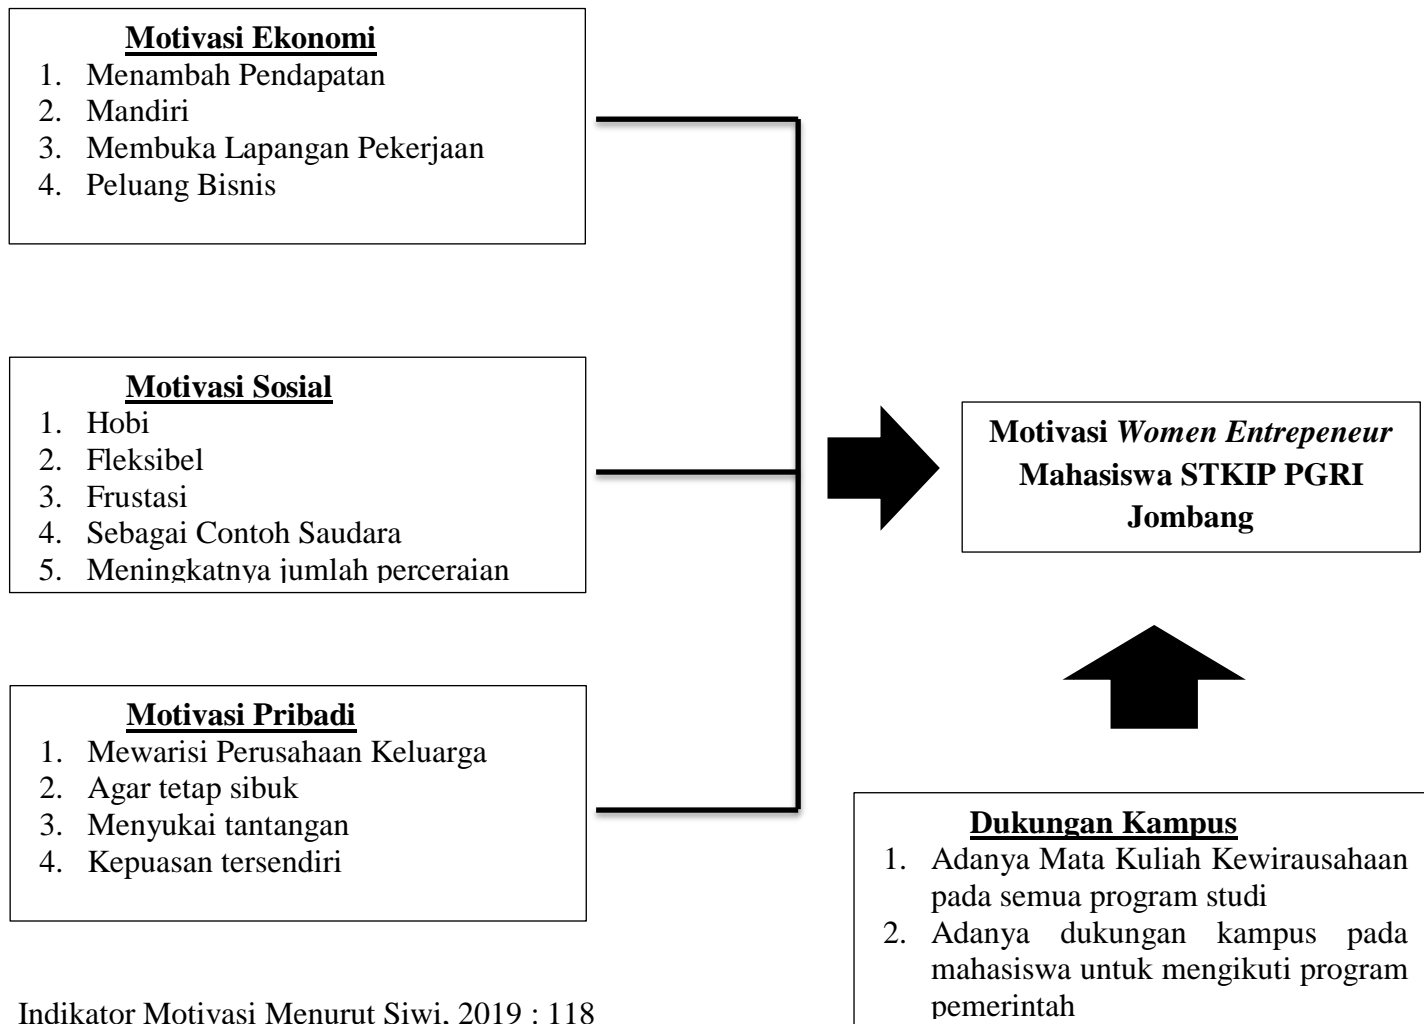 Motivasi Ekonomi
1. Menambah Pendapatan
2. Mandiri
3. Membuka Lapangan Pekerjaan
4. Peluang Bisnis
Motivasi Sosial
1. Hobi
2. Fleksibel
3. Frustasi
4. Sebagai Contoh Saudara
5. Meningkatnya jumlah perceraian
Motivasi Pribadi
1. Mewarisi Perusahaan Keluarga
2. Agar tetap sibuk
3. Menyukai tantangan
4. Kepuasan tersendiri
Motivasi Women Entrepeneur
Mahasiswa STKIP PGRI
Jombang
Dukungan Kampus
1. Adanya Mata Kuliah Kewirausahaan
pada semua program studi
2. Adanya dukungan kampus pada
mahasiswa untuk mengikuti program
pemerintah
Indikator Motivasi Menurut Siwi, 2019 : 118